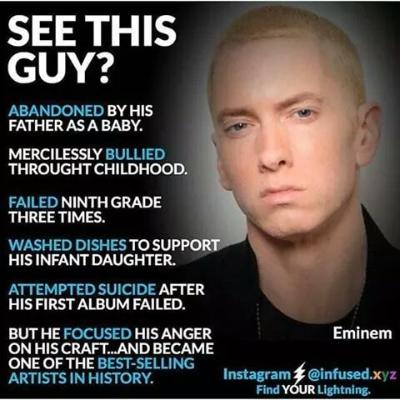 SEE THIS
GUY?
ABANDONED BY HIS
FATHER AS A BABY.
MERCILESSLY BULLIED
THROUGHT CHILDHOOD.
FAILED NINTH GRADE
THREE TIMES.
WASHED DISHES TO SUPPORT
HIS INFANT DAUGHTER.
ATTEMPTED SUICIDE AFTER
HIS FIRST ALBUM FAILED.
BUT HE FOCUSED HIS ANGER
ON HIS CRAFT...AND BECAME
ONE OF THE BEST-SELLING
ARTISTS IN HISTORY.
Eminem
Instagram @infused.xyz
Find YOUR Lightning.